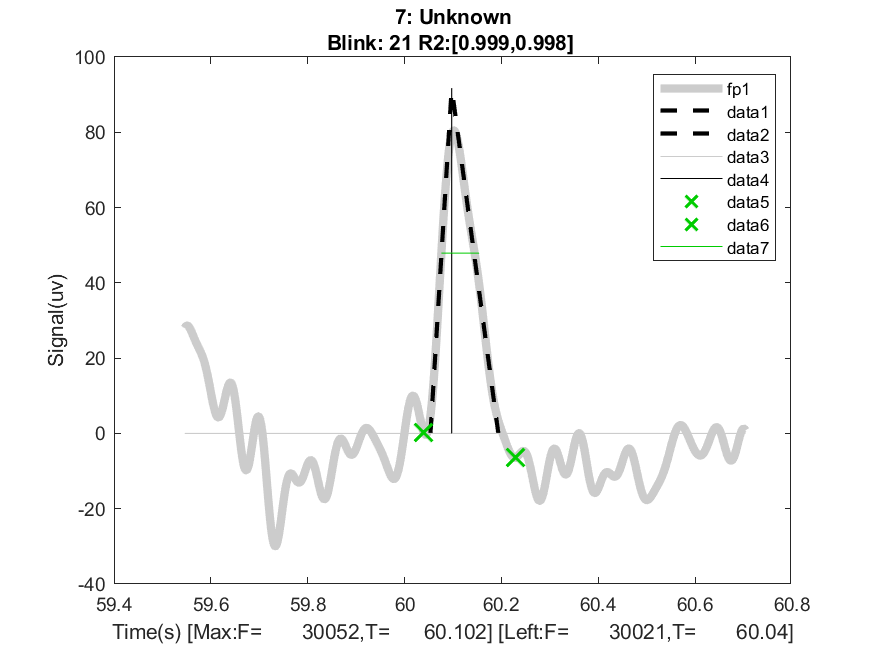 7: Unknown
Blink: 21 R2:[0.999,0.998]
100
80
60
40
20
0
-20
-40
Signal(uv)
fp1
data1
data2
data3
data4
data5
data6
data7
59.4 59.6 59.8 60 60.2 60.4 60.6 60.8
Time(s) [Max:F= 30052,T= 60.102] [Left:F= 30021,T= 60.04]